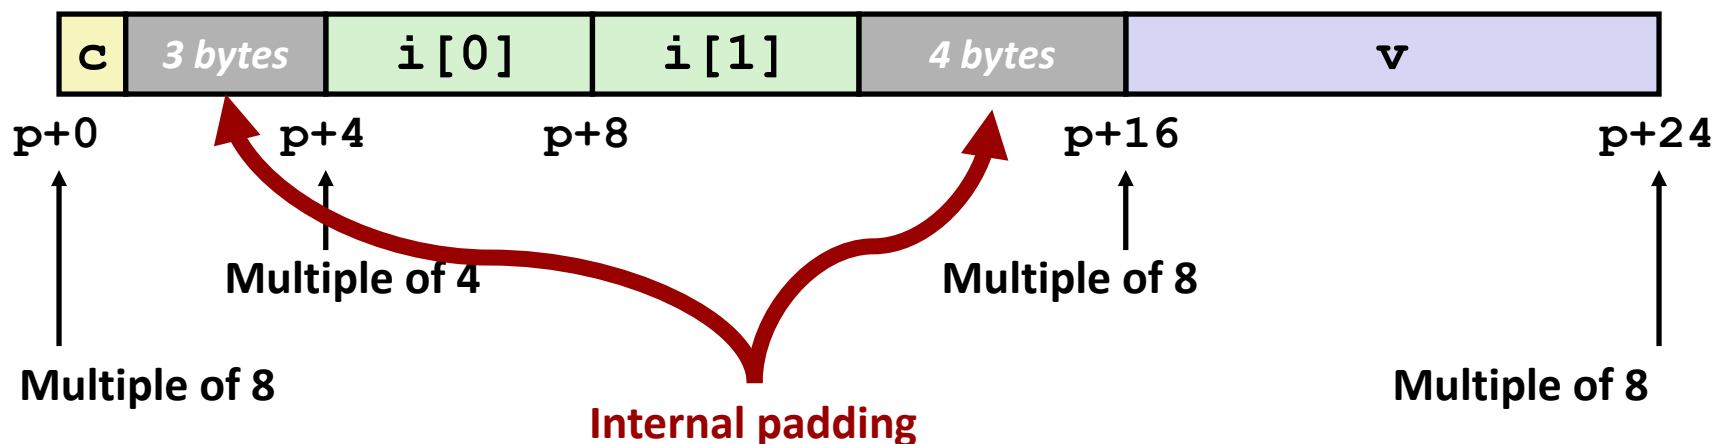 c 3 bytes i[0] i[1] 4 bytes v
p+0 p+4 p+8 p+16 p+24
Multiple of 4 Multiple of 8
Multiple of 8 Multiple of 8
Internal padding